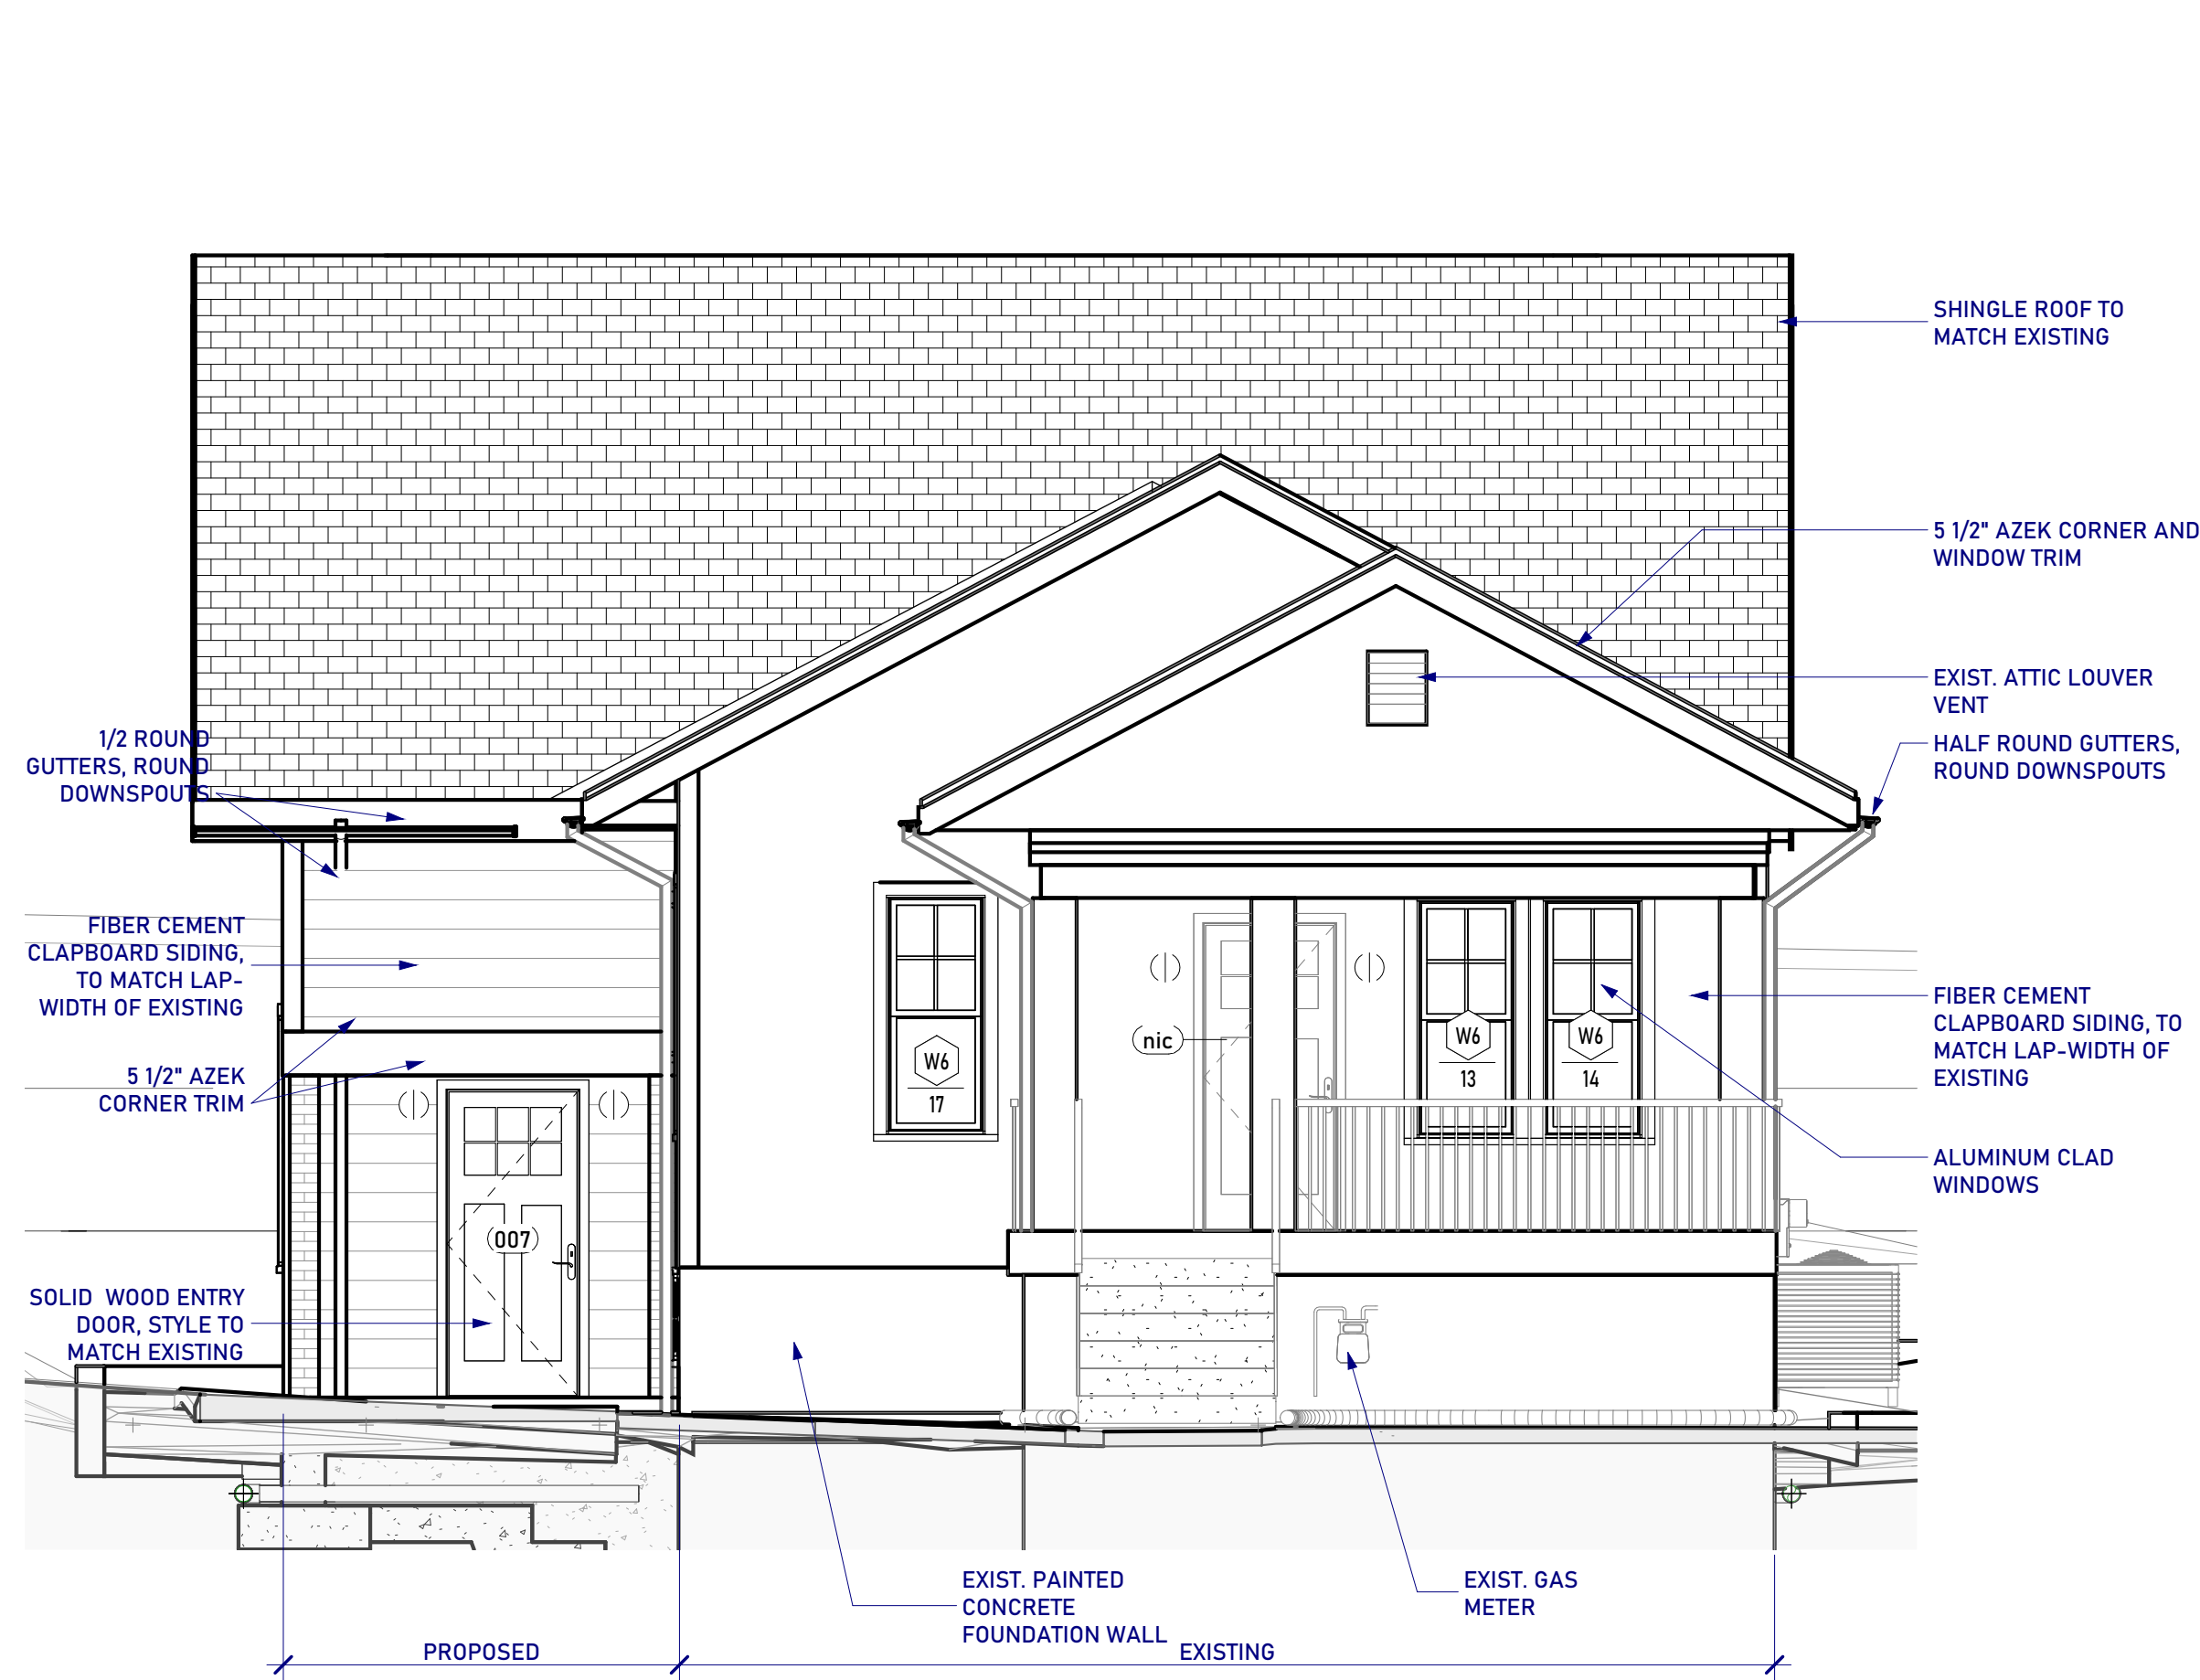 SHINGLE ROOF TO
MATCH EXISTING
5 1/2" AZEK CORNER AND
WINDOW TRIM
EXIST. ATTIC LOUVER
VENT
HALF ROUND GUTTERS,
ROUND DOWNSPOUTS
1/2 ROUND
GUTTERS, ROUND
DOWNSPOUTS
FIBER CEMENT
CLAPBOARD SIDING,
TO MATCH LAP-
WIDTH OF EXISTING
5 1/2" AZEK
CORNER TRIM
SOLID WOOD ENTRY
DOOR, STYLE TO
MATCH EXISTING
007
W6
17
nic
W6
13
W6
14
FIBER CEMENT
CLAPBOARD SIDING, TO
MATCH LAP-WIDTH OF
EXISTING
ALUMINUM CLAD
WINDOWS
EXIST. PAINTED
CONCRETE
FOUNDATION WALL
EXIST. GAS
METER
PROPOSED
EXISTING